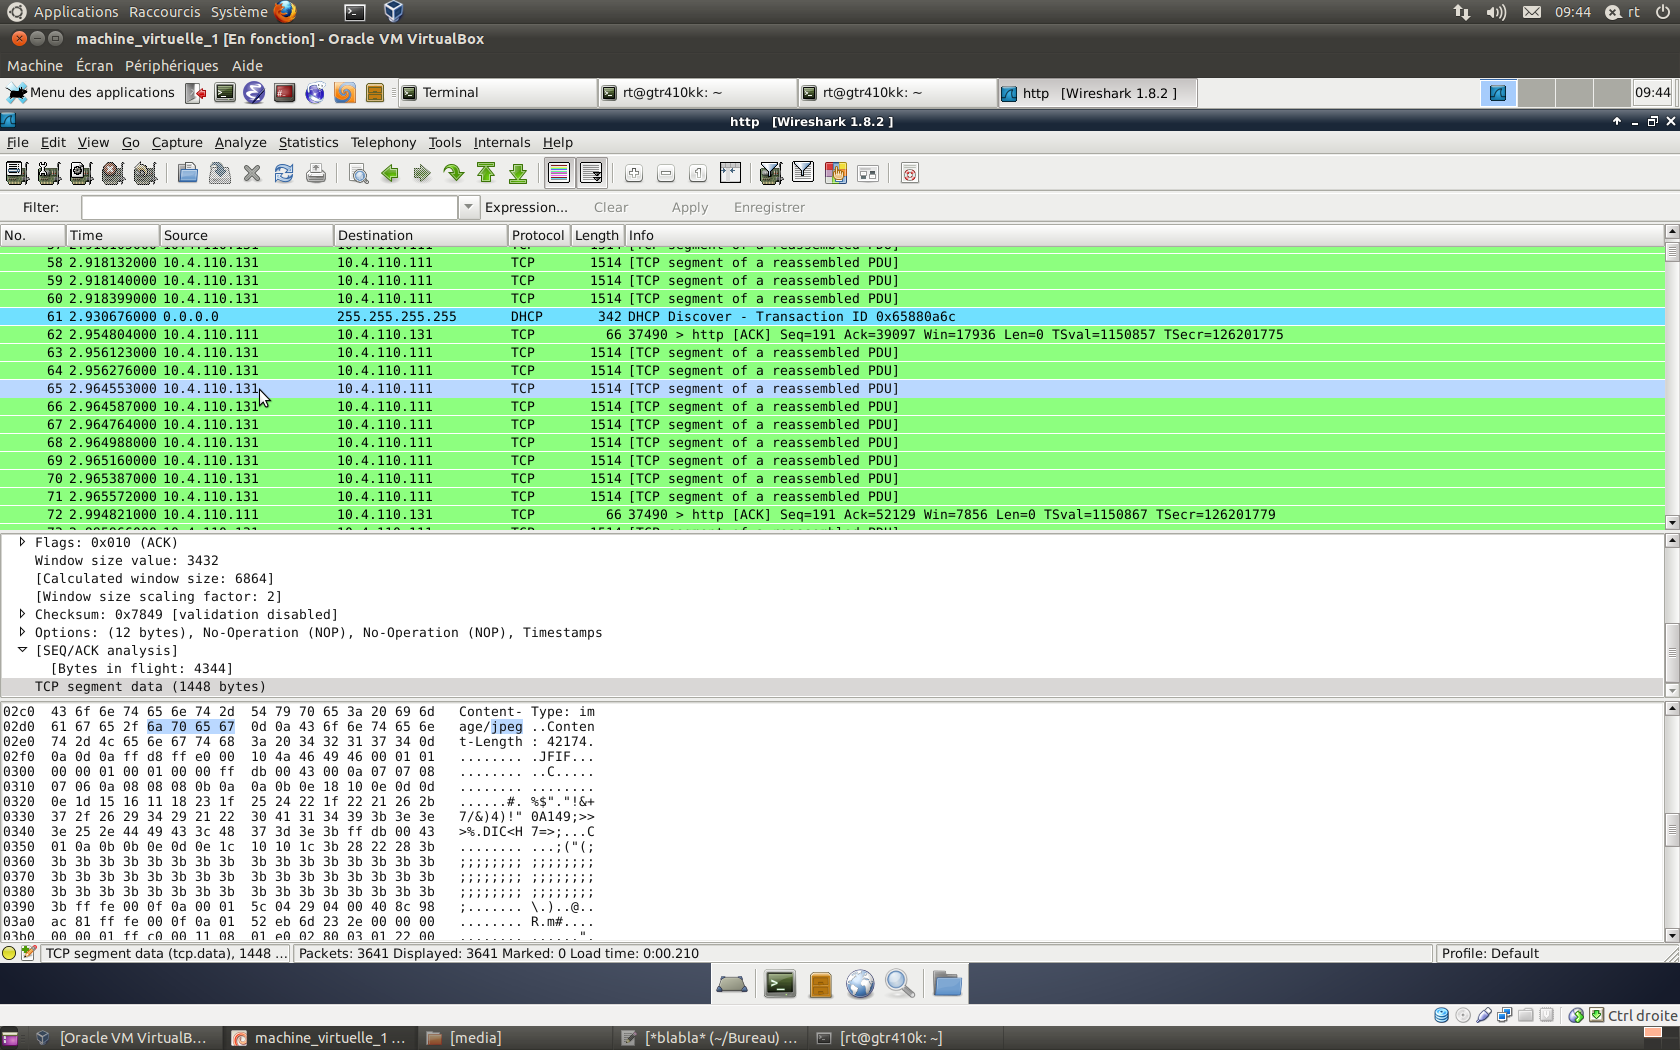 Applications Raccourcis Système 09:44 rt
machine_virtuelle_1 [En fonction] - Oracle VM VirtualBox
Machine Écran Périphériques Aide
Menu des applications Terminal rt@gtr410kk: ~ rt@gtr410kk: ~ http [Wireshark 1.8.2 ] 09:44
http [Wireshark 1.8.2 ]
File Edit View Go Capture Analyze Statistics Telephony Tools Internals Help
Filter: Expression... Clear Apply Enregistrer
No. Time Source Destination Protocol Length Info
58 2.918132000 10.4.110.131 10.4.110.111 TCP 1514 [TCP segment of a reassembled PDU]
59 2.918140000 10.4.110.131 10.4.110.111 TCP 1514 [TCP segment of a reassembled PDU]
60 2.918399000 10.4.110.131 10.4.110.111 TCP 1514 [TCP segment of a reassembled PDU]
61 2.930676000 0.0.0.0 255.255.255.255 DHCP 342 DHCP Discover - Transaction ID 0x65880a6c
62 2.954804000 10.4.110.111 10.4.110.131 TCP 66 37490 > http [ACK] Seq=191 Ack=39097 Win=17936 Len=0 TSval=1150857 TSecr=126201775
63 2.956123000 10.4.110.131 10.4.110.111 TCP 1514 [TCP segment of a reassembled PDU]
64 2.956276000 10.4.110.131 10.4.110.111 TCP 1514 [TCP segment of a reassembled PDU]
65 2.964553000 10.4.110.131 10.4.110.111 TCP 1514 [TCP segment of a reassembled PDU]
66 2.964587000 10.4.110.131 10.4.110.111 TCP 1514 [TCP segment of a reassembled PDU]
67 2.964764000 10.4.110.131 10.4.110.111 TCP 1514 [TCP segment of a reassembled PDU]
68 2.964988000 10.4.110.131 10.4.110.111 TCP 1514 [TCP segment of a reassembled PDU]
69 2.965160000 10.4.110.131 10.4.110.111 TCP 1514 [TCP segment of a reassembled PDU]
70 2.965387000 10.4.110.131 10.4.110.111 TCP 1514 [TCP segment of a reassembled PDU]
71 2.965572000 10.4.110.131 10.4.110.111 TCP 1514 [TCP segment of a reassembled PDU]
72 2.994821000 10.4.110.111 10.4.110.131 TCP 66 37490 > http [ACK] Seq=191 Ack=52129 Win=7856 Len=0 TSval=1150867 TSecr=126201779
Flags: 0x010 (ACK)
Window size value: 3432
[Calculated window size: 6864]
[Window size scaling factor: 2]
Checksum: 0x7849 [validation disabled]
Options: (12 bytes), No-Operation (NOP), No-Operation (NOP), Timestamps
[SEQ/ACK analysis]
[Bytes in flight: 4344]
TCP segment data (1448 bytes)
02c0 43 6f 6e 74 65 6e 74 2d 54 79 70 65 3a 20 69 6d Content- Type: im
02d0 61 67 65 2f 6a 70 65 67 0d 0a 43 6f 6e 74 65 6e age/jpeg ..Conten
02e0 74 2d 4c 65 6e 67 74 68 3a 20 34 32 31 37 34 0d t-Length : 42174.
02f0 0a 0d 0a ff d8 ff e0 00 10 4a 46 49 46 00 01 01 ........ .JFIF...
0300 00 00 01 00 01 00 00 ff db 00 43 00 0a 07 07 08 ........ ..C.....
0310 07 06 0a 08 08 08 0b 0a 0a 0b 0e 18 10 0e 0d 0d ........ ........
0320 0e 1d 15 16 11 18 23 1f 25 24 22 1f 22 21 26 2b ......#. %$"."!&+
0330 37 2f 26 29 34 29 21 22 30 41 31 34 39 3b 3e 3e 7/&)4)!" 0A149;>>
0340 3e 25 2e 44 49 43 3c 48 37 3d 3e 3b ff db 00 43 >%.DIC<H 7=>;...C
0350 01 0a 0b 0b 0e 0d 0e 1c 10 10 1c 3b 28 22 28 3b ........ ...;("(;
0360 3b 3b 3b 3b 3b 3b 3b 3b 3b 3b 3b 3b 3b 3b 3b 3b ;;;;;;;; ;;;;;;;;
0370 3b 3b 3b 3b 3b 3b 3b 3b 3b 3b 3b 3b 3b 3b 3b 3b ;;;;;;;; ;;;;;;;;
0380 3b 3b 3b 3b 3b 3b 3b 3b 3b 3b 3b 3b 3b 3b 3b 3b ;;;;;;;; ;;;;;;;;
0390 3b ff fe 00 0f 0a 00 01 5c 04 29 04 00 40 8c 98 ;....... \.)..@..
03a0 ac 81 ff fe 00 0f 0a 01 52 eb 6d 23 2e 00 00 00 ........ R.m#....
03b0 00 00 01 ff c0 00 11 08 01 e0 02 80 03 01 22 00 ........ ......".
TCP segment data (tcp.data), 1448 ... Packets: 3641 Displayed: 3641 Marked: 0 Load time: 0:00.210 Profile: Default
Ctrl droite
[Oracle VM VirtualB... machine_virtuelle_1 ... [media] [*blabla* (~/Bureau) ... [rt@gtr410k: ~]